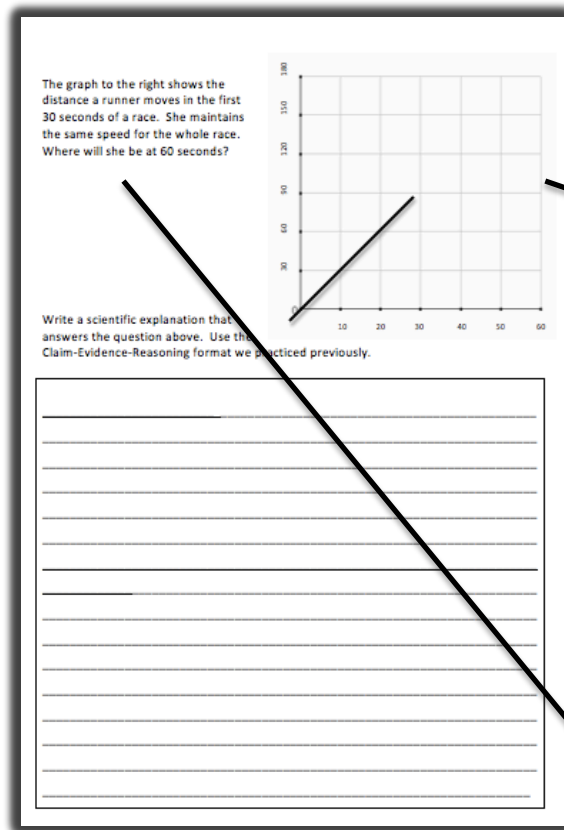 The graph to the right shows the
distance a runner moves in the first
30 seconds of a race. She maintains
the same speed for the whole race.
Where will she be at 60 seconds?
180
150
120
90
60
30
0
10 20 30 40 50 60
Write a scientific explanation that
answers the question above. Use the
Claim-Evidence-Reasoning format we practiced previously.